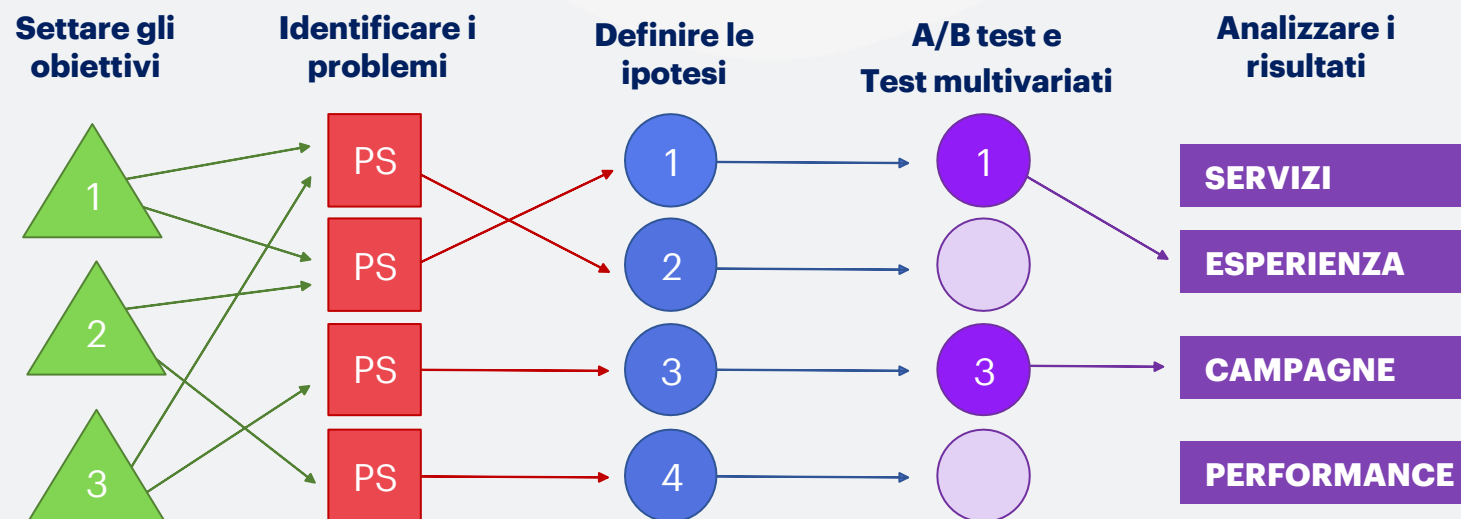 Settare gli
obiettivi
Identificare i
problemi
Definire le
ipotesi
A/B test e
Test multivariati
Analizzare i
risultati
1
PS
1
1
SERVIZI
PS
2
ESPERIENZA
2
PS
3
3
CAMPAGNE
3
PS
4
PERFORMANCE